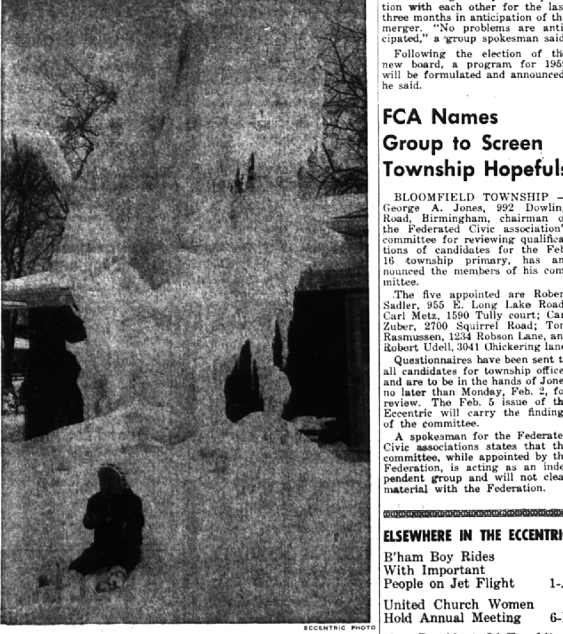 tion with each other for the las
three months in anticipation of th
merger. "No problems are anti
cipated," a group spokesman said
Following the election of the
new board, a program for 195
will be formulated and announced
he said.
FCA Names
Group to Screen
Township Hopefuls
BLOOMFIELD TOWNSHIP —
George A. Jones, 992 Dowlin
Road, Birmingham, chairman o
the Federated Civic association'
committee for reviewing qualifica
tions of candidates for the Feb
16 township primary, has an
nounced the members of his com
mittee.
The five appointed are Rober
Sadler, 955 E. Long Lake Road
Carl Metz, 1590 Tully court; Car
Zuber, 2700 Squirrel Road; Tom
Rasmussen, 1234 Robson Lane, an
Robert Udell, 3041 Chickering lane
Questionnaires have been sent t
all candidates for township office
and are to be in the hands of Jone
no later than Monday, Feb. 2, fo
review. The Feb. 5 issue of th
Eccentric will carry the finding
of the committee.
A spokesman for the Federate
Civic associations states that th
committee, while appointed by th
Federation, is acting as an inde
pendent group and will not clea
material with the Federation.
ELSEWHERE IN THE ECCENTRI
B'ham Boy Rides
With Important
People on Jet Flight 1-
United Church Women
Hold Annual Meeting 6-
ECCENTRIC PHOTO